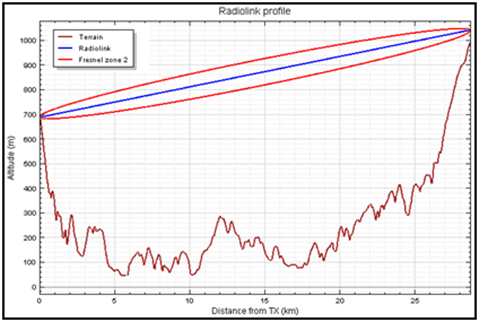 Radiolink profile
Terrain
Radiolink
Fresnel zone 2
Altitude (m)
1000
900
800
700
600
500
400
300
200
100
0
0 5 10 15 20 25
Distance from TX (km)